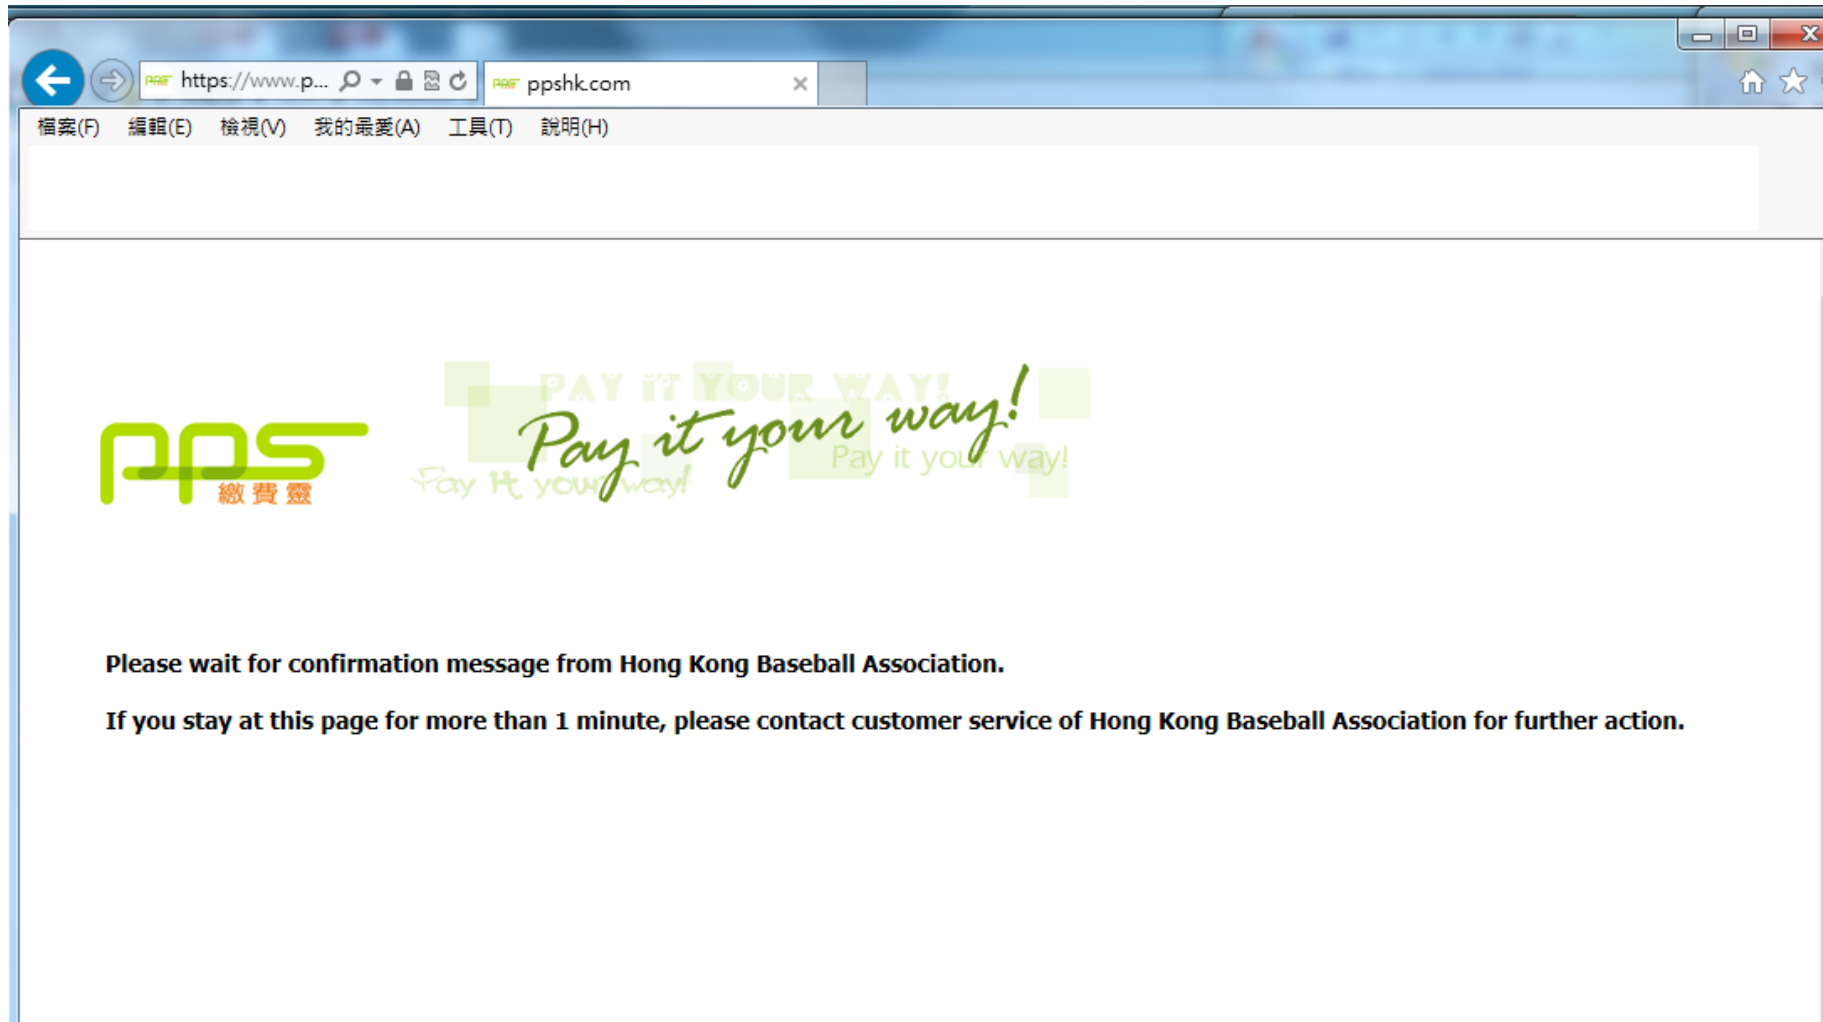 https://www.p...
ppshk.com
檔案(F) 編輯(E) 檢視(V) 我的最愛(A) 工具(T) 說明(H)
PAY IT YOUR WAY!
Pay it your way!
Pay it your way!
Pay it your way!
pps
繳費靈
Please wait for confirmation message from Hong Kong Baseball Association.
If you stay at this page for more than 1 minute, please contact customer service of Hong Kong Baseball Association for further action.